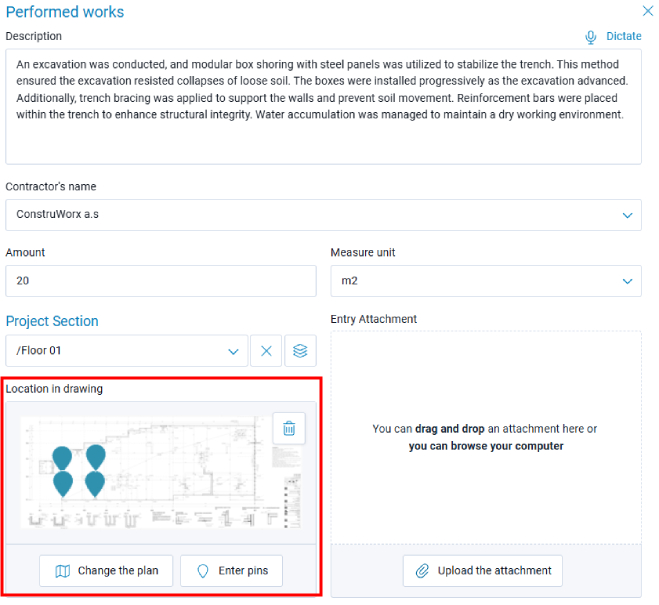 Performed works
Description
Dictate
An excavation was conducted, and modular box shoring with steel panels was utilized to stabilize the trench. This method
ensured the excavation resisted collapses of loose soil. The boxes were installed progressively as the excavation advanced.
Additionally, trench bracing was applied to support the walls and prevent soil movement. Reinforcement bars were placed
within the trench to enhance structural integrity. Water accumulation was managed to maintain a dry working environment.
Contractor's name
ConstruWorx a.s
Amount
Measure unit
20
m2
Project Section
Entry Attachment
/Floor 01
Location in drawing
You can drag and drop an attachment here or
you can browse your computer
Change the plan
Enter pins
Upload the attachment